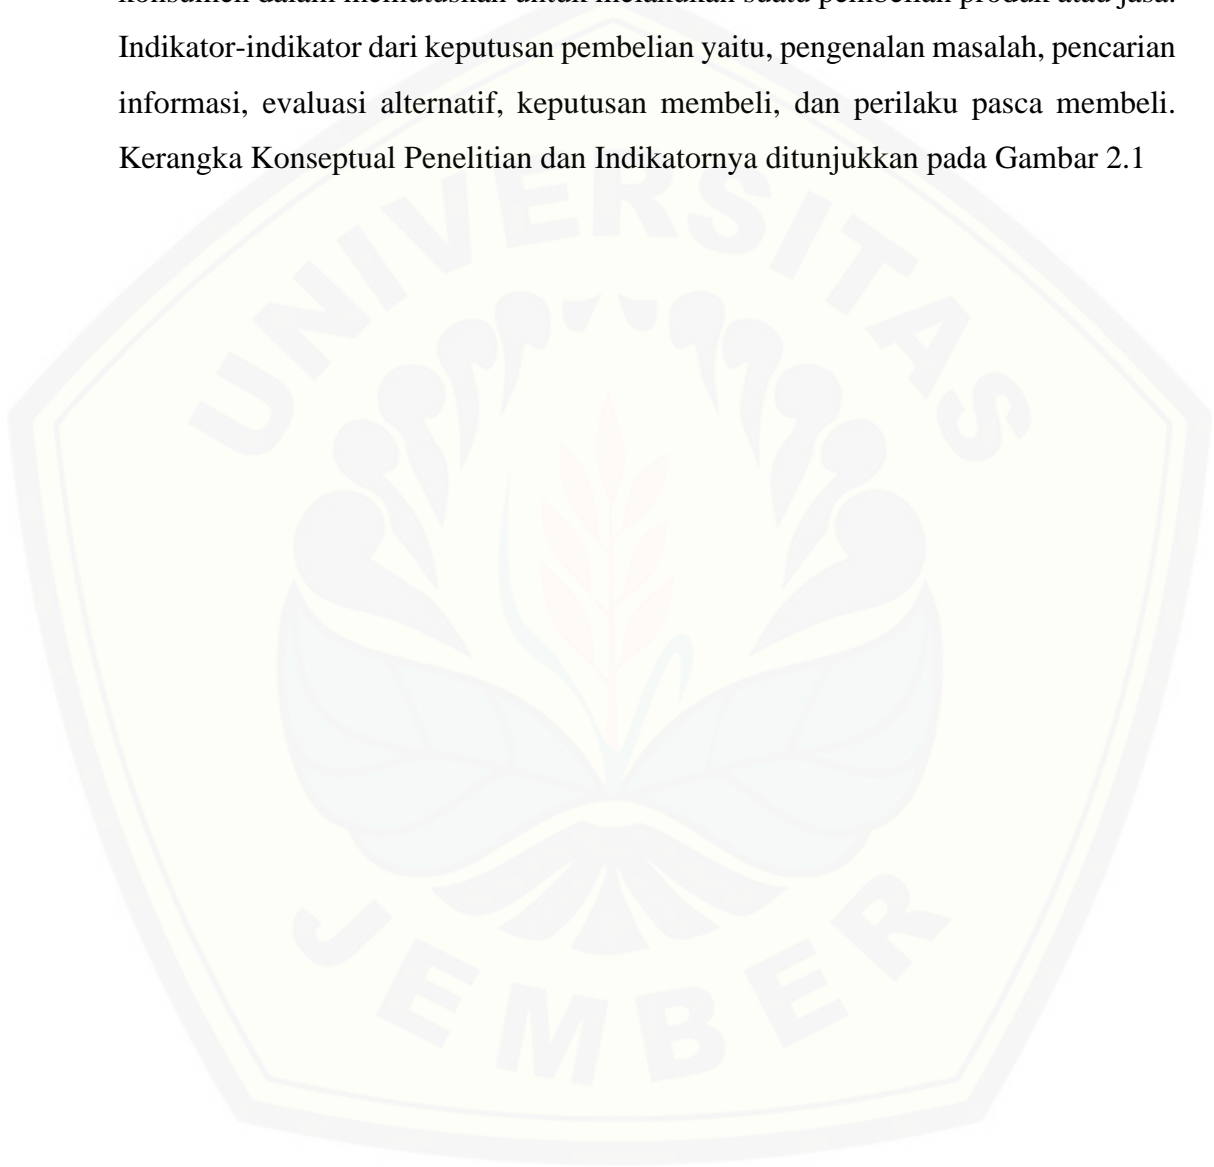 konsumen dalam memutuskan untuk melakukan suatu pembelian produk atau jasa.
Indikator-indikator dari keputusan pembelian yaitu, pengenalan masalah, pencarian
informasi, evaluasi alternatif, keputusan membeli, dan perilaku pasca membeli.
Kerangka Konseptual Penelitian dan Indikatornya ditunjukkan pada Gambar 2.1
UNIVERSITAS
JEMBER